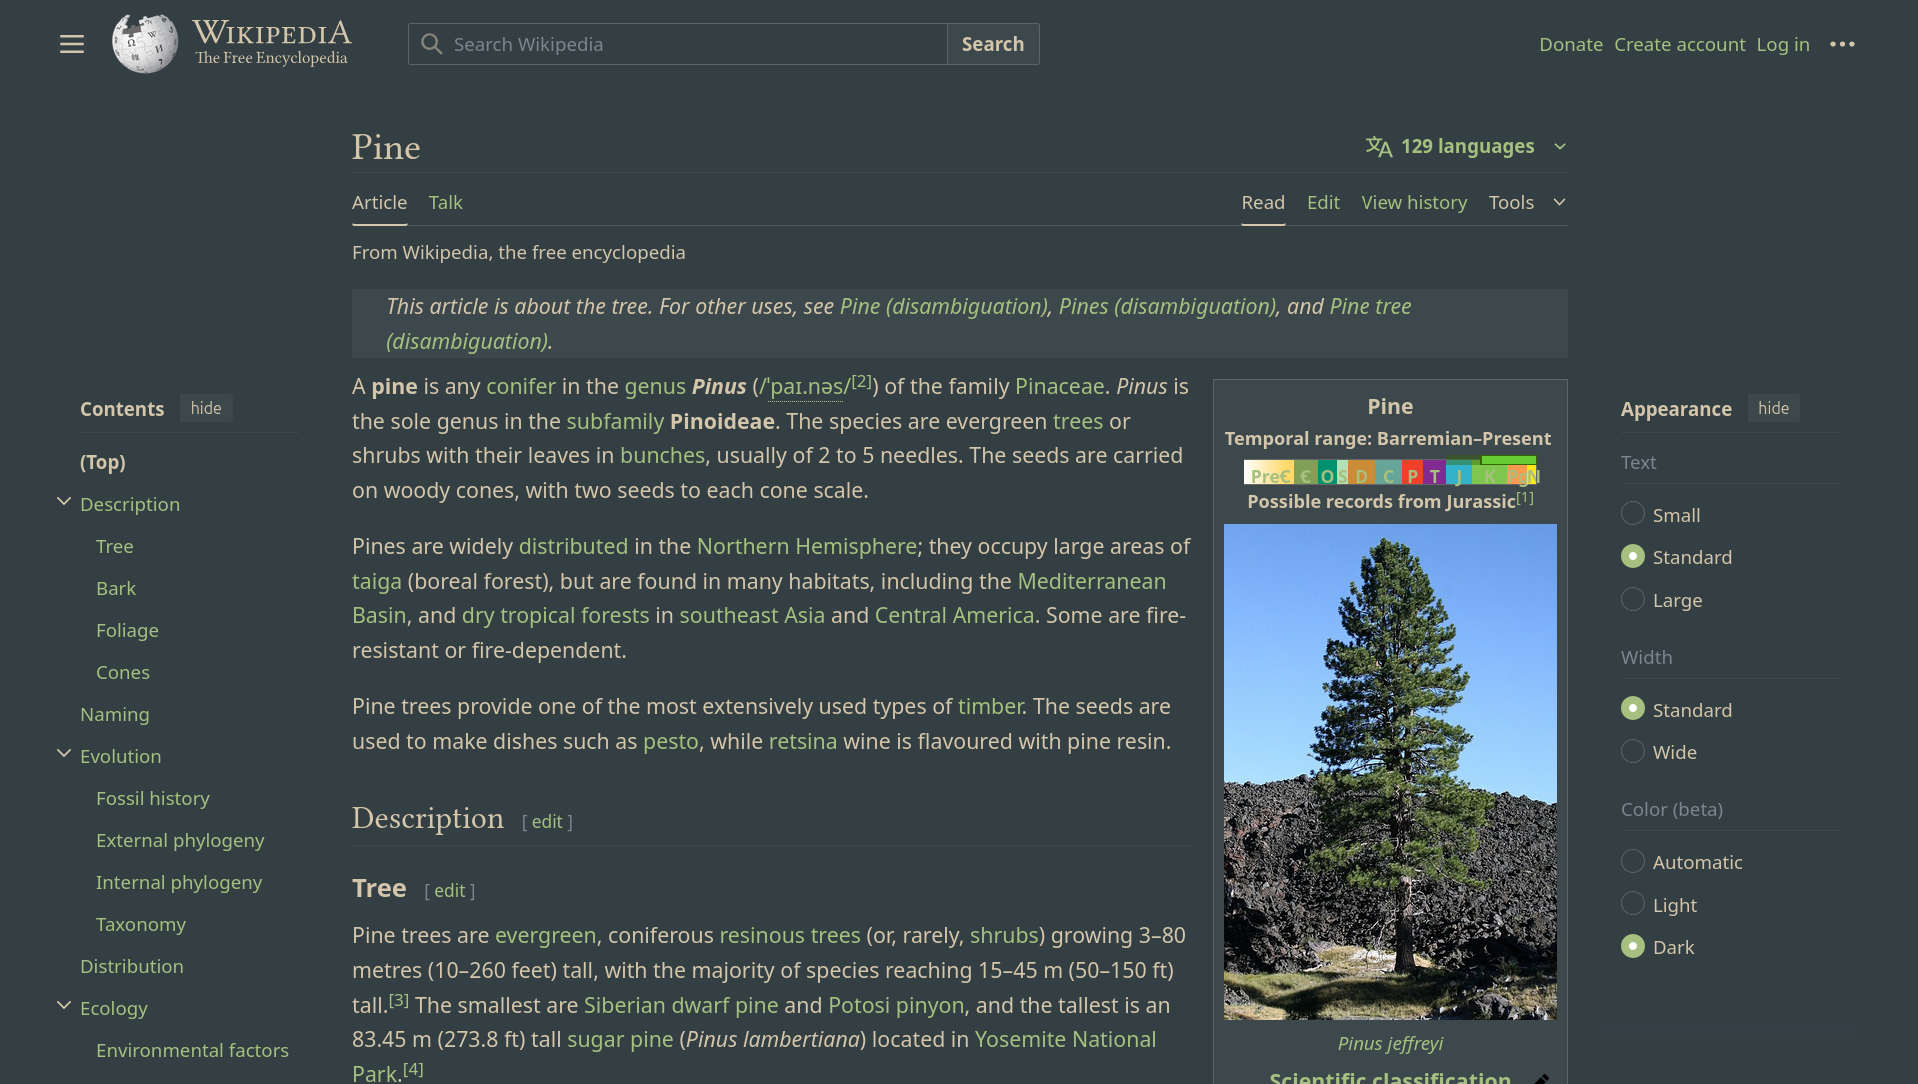 WIKIPEDIA
The Free Encyclopedia
Search Wikipedia
Search
Donate Create account Log in
Pine
129 languages
Article Talk
Read Edit View history Tools
From Wikipedia, the free encyclopedia
This article is about the tree. For other uses, see Pine (disambiguation), Pines (disambiguation), and Pine tree
(disambiguation).
Contents hide
(Top)
Description
Tree
Bark
Foliage
Cones
Naming
Evolution
Fossil history
External phylogeny
Internal phylogeny
Taxonomy
Distribution
Ecology
Environmental factors
A pine is any conifer in the genus Pinus (/ˈpaɪ.nəs/[2]) of the family Pinaceae. Pinus is
the sole genus in the subfamily Pinoideae. The species are evergreen trees or
shrubs with their leaves in bunches, usually of 2 to 5 needles. The seeds are carried
on woody cones, with two seeds to each cone scale.
Pines are widely distributed in the Northern Hemisphere; they occupy large areas of
taiga (boreal forest), but are found in many habitats, including the Mediterranean
Basin, and dry tropical forests in southeast Asia and Central America. Some are fire-
resistant or fire-dependent.
Pine trees provide one of the most extensively used types of timber. The seeds are
used to make dishes such as pesto, while retsina wine is flavoured with pine resin.
Description [ edit ]
Tree [ edit ]
Pine trees are evergreen, coniferous resinous trees (or, rarely, shrubs) growing 3–80
metres (10–260 feet) tall, with the majority of species reaching 15–45 m (50–150 ft)
tall.[3] The smallest are Siberian dwarf pine and Potosi pinyon, and the tallest is an
83.45 m (273.8 ft) tall sugar pine (Pinus lambertiana) located in Yosemite National
Park.[4]
Pine
Temporal range: Barremian–Present
PreꞒ Ꞓ O S D C P T J K Pg N
Possible records from Jurassic[1]
Pinus jeffreyi
Scientific classification
Appearance hide
Text
Small
Standard
Large
Width
Standard
Wide
Color (beta)
Automatic
Light
Dark